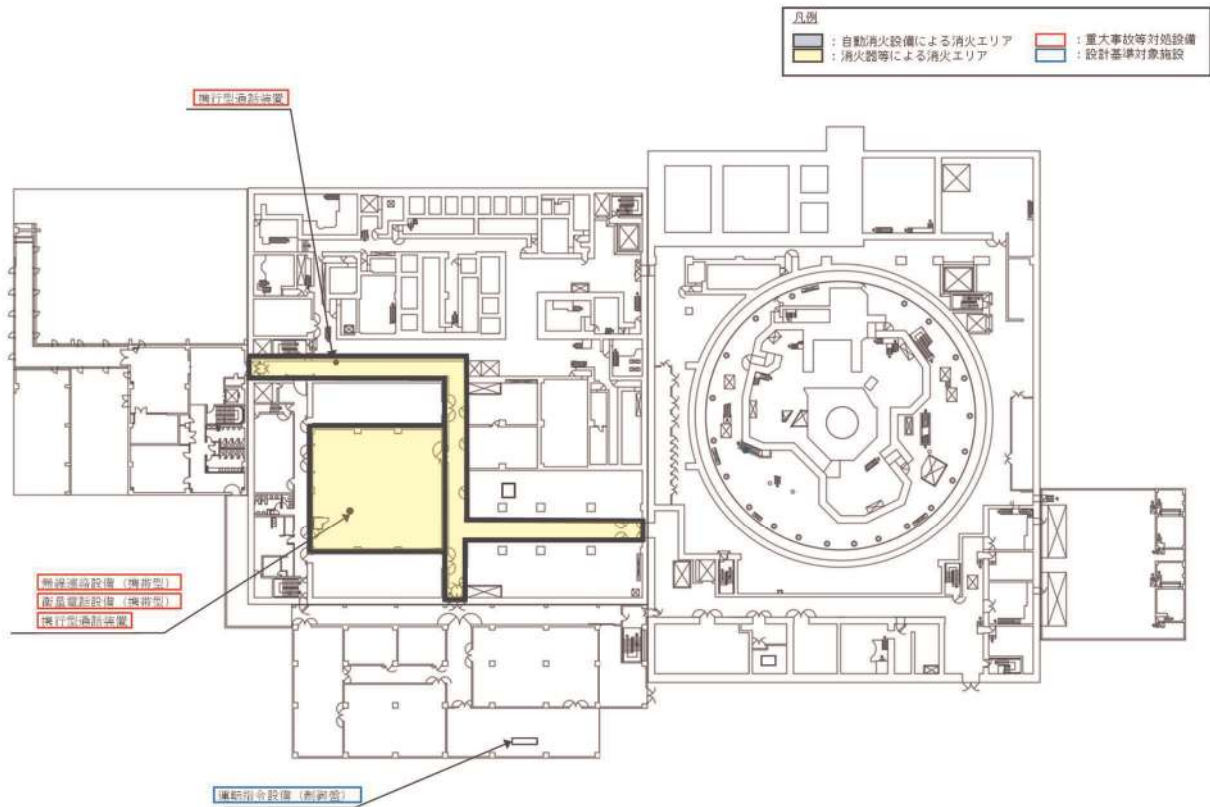 凡例
：自動消火設備による消火エリア
：重大事故等対処設備
：消火器等による消火エリア
：設計基準対象施設
携行型通話装置
無線連絡設備（携帯型）
衛星電話設備（携帯型）
携行型通話装置
運転指令設備（制御盤）